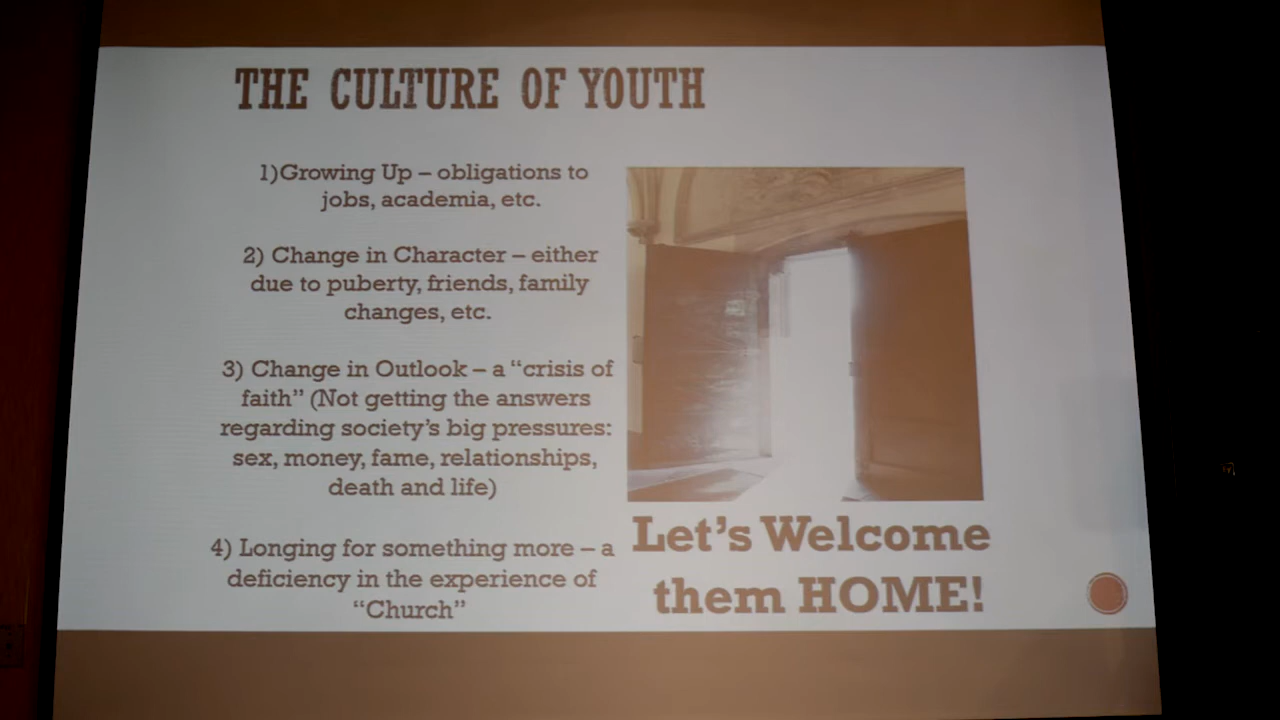 THE CULTURE OF YOUTH
1)Growing Up – obligations to
jobs, academia, etc.
2) Change in Character – either
due to puberty, friends, family
changes, etc.
3) Change in Outlook – a “crisis of
faith” (Not getting the answers
regarding society’s big pressures:
sex, money, fame, relationships,
death and life)
4) Longing for something more – a
deficiency in the experience of
“Church”
Let’s Welcome
them HOME!